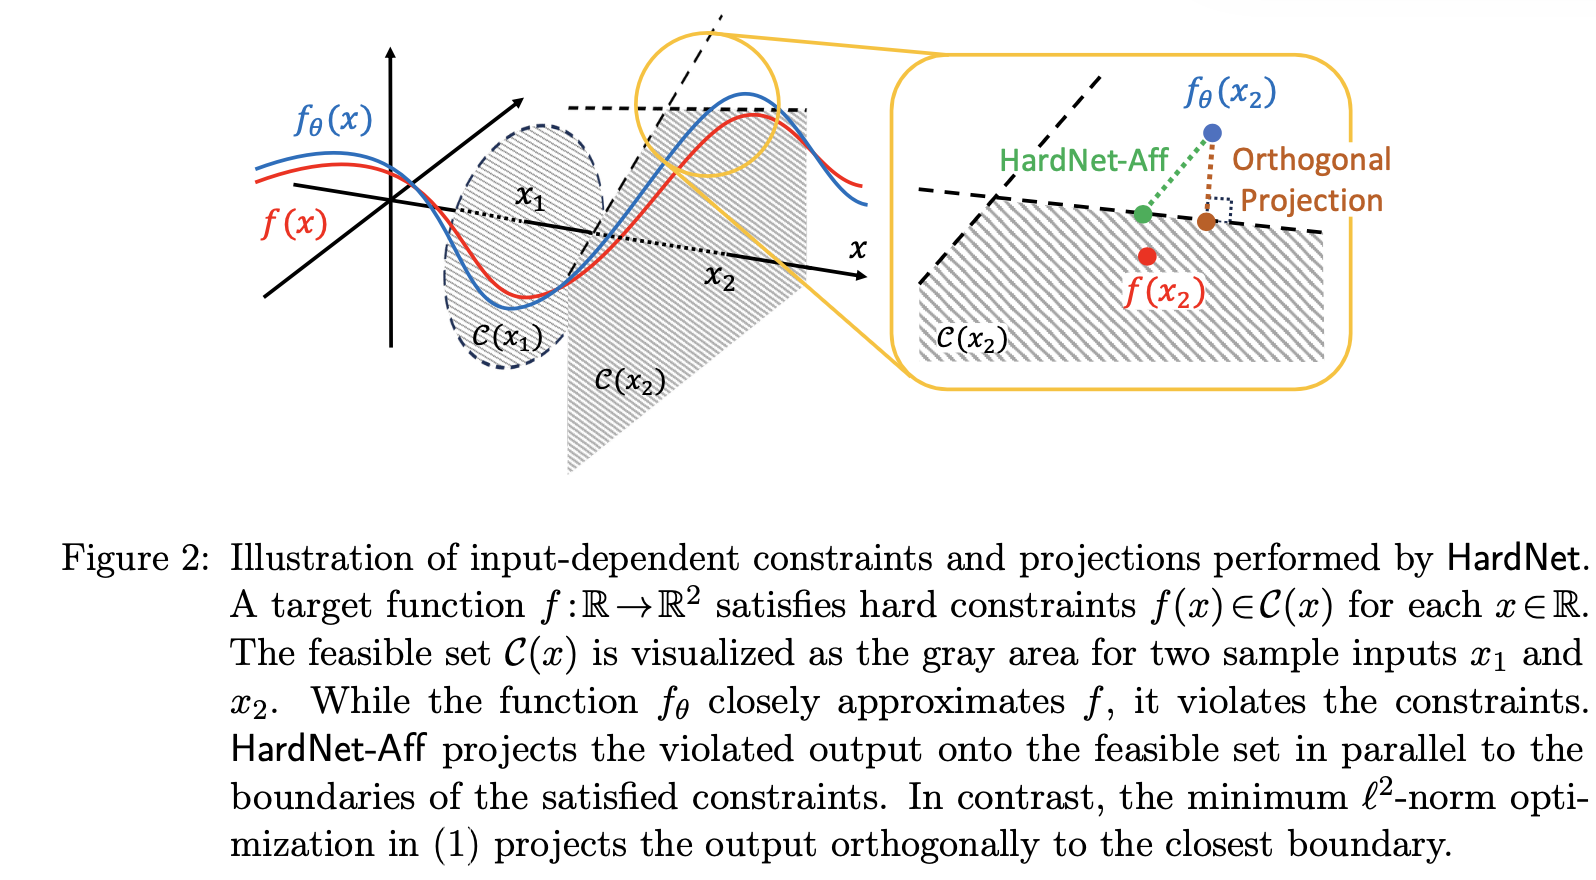 f_θ(x)
f(x)
x₁
𝒞(x₁)
x₂
x
𝒞(x₂)
f_θ(x₂)
HardNet-Aff
Orthogonal
Projection
f(x₂)
𝒞(x₂)
Figure 2: Illustration of input-dependent constraints and projections performed by HardNet.
A target function f:ℝ→ℝ² satisfies hard constraints f(x)∈𝒞(x) for each x∈ℝ.
The feasible set 𝒞(x) is visualized as the gray area for two sample inputs x₁ and
x₂. While the function f_θ closely approximates f, it violates the constraints.
HardNet-Aff projects the violated output onto the feasible set in parallel to the
boundaries of the satisfied constraints. In contrast, the minimum ℓ²-norm opti-
mization in (1) projects the output orthogonally to the closest boundary.